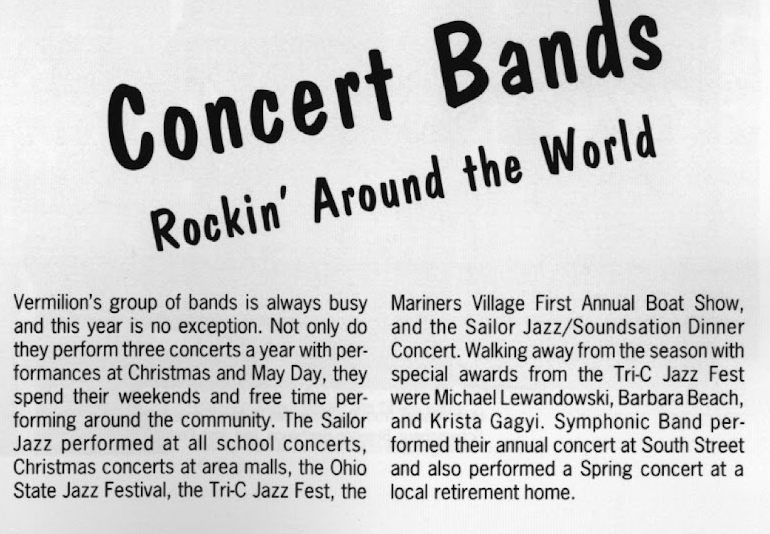 Concert Bands
Rockin' Around the World
Vermilion's group of bands is always busy
and this year is no exception. Not only do
they perform three concerts a year with per-
formances at Christmas and May Day, they
spend their weekends and free time per-
forming around the community. The Sailor
Jazz performed at all school concerts,
Christmas concerts at area malls, the Ohio
State Jazz Festival, the Tri-C Jazz Fest, the
Mariners Village First Annual Boat Show,
and the Sailor Jazz/Soundsation Dinner
Concert. Walking away from the season with
special awards from the Tri-C Jazz Fest
were Michael Lewandowski, Barbara Beach,
and Krista Gagyi. Symphonic Band per-
formed their annual concert at South Street
and also performed a Spring concert at a
local retirement home.